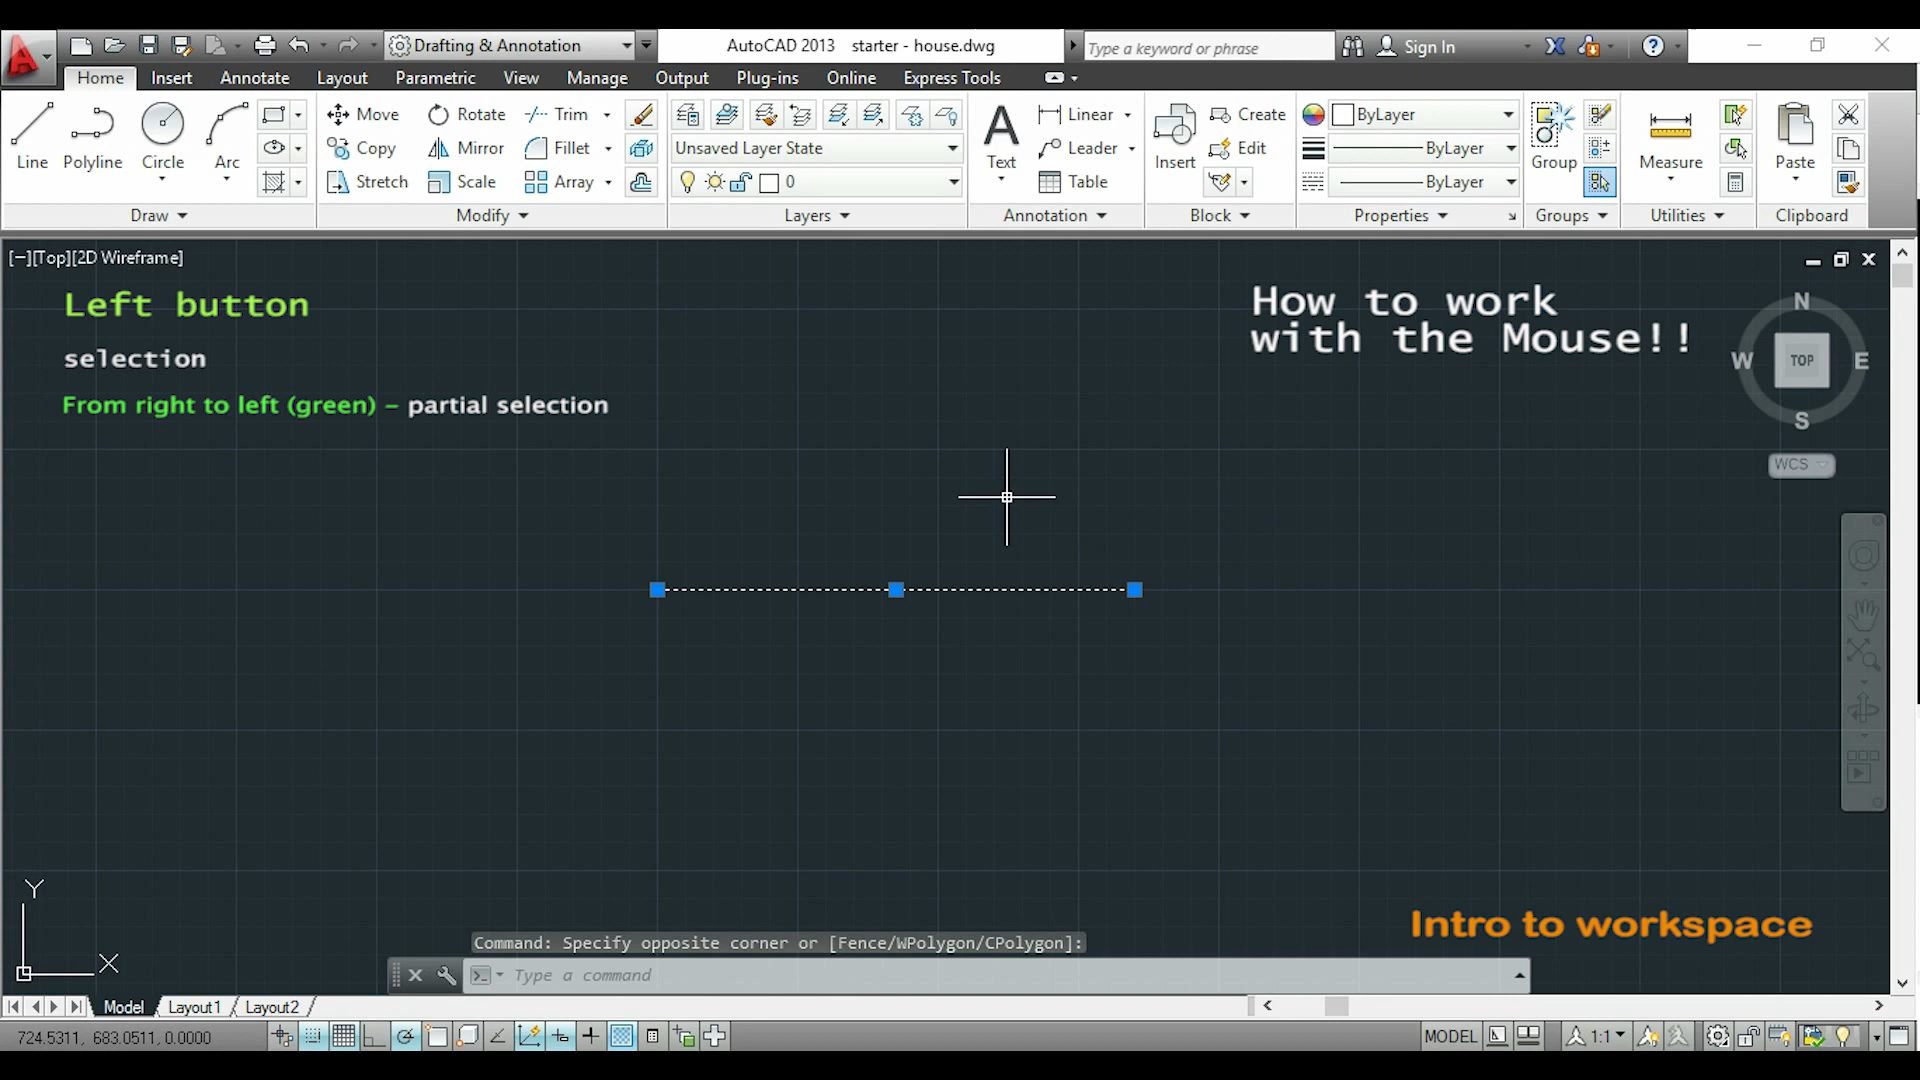 Drafting & Annotation
AutoCAD 2013 starter - house.dwg
Type a keyword or phrase
Sign In
Home Insert Annotate Layout Parametric View Manage Output Plug-ins Online Express Tools
Line Polyline Circle Arc
Move Rotate Trim
Copy Mirror Fillet
Stretch Scale Array
Unsaved Layer State
0
Text
Linear
Leader
Table
Insert
Create
Edit
ByLayer
ByLayer
ByLayer
Group
Measure
Paste
Draw Modify Layers Annotation Block Properties Groups Utilities Clipboard
[−][Top][2D Wireframe]
Left button
selection
From right to left (green) – partial selection
How to work
with the Mouse!!
N
W TOP E
S
WCS
Y
X
Intro to workspace
Command: Specify opposite corner or [Fence/WPolygon/CPolygon]:
Type a command
Model Layout1 Layout2
724.5311, 683.0511, 0.0000
MODEL
1:1